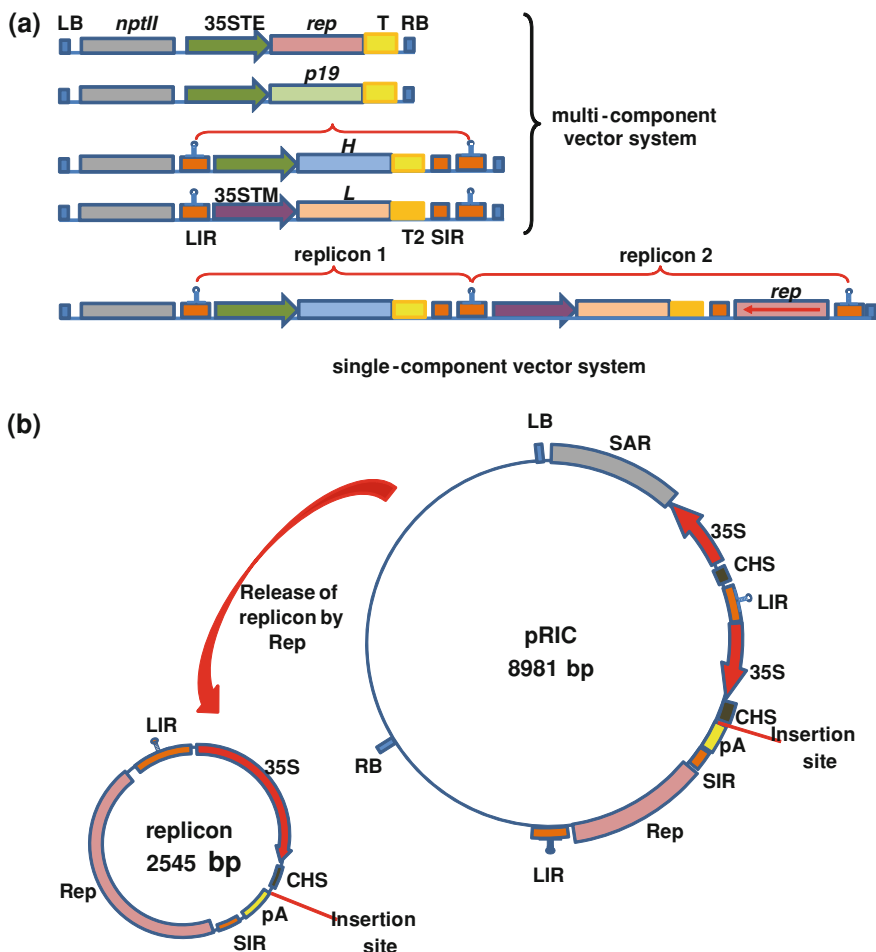 (a)
LB nptII 35STE rep T RB
p19
H
35STM L
LIR T2 SIR
multi-component
vector system
replicon 1 replicon 2
rep
single-component vector system
(b)
LB
SAR
35S
CHS
LIR
Release of
replicon by
Rep
pRIC
8981 bp
35S
CHS
Insertion
site
pA
SIR
Rep
RB
LIR
LIR
35S
replicon
2545 bp
Rep
CHS
pA
SIR
Insertion
site